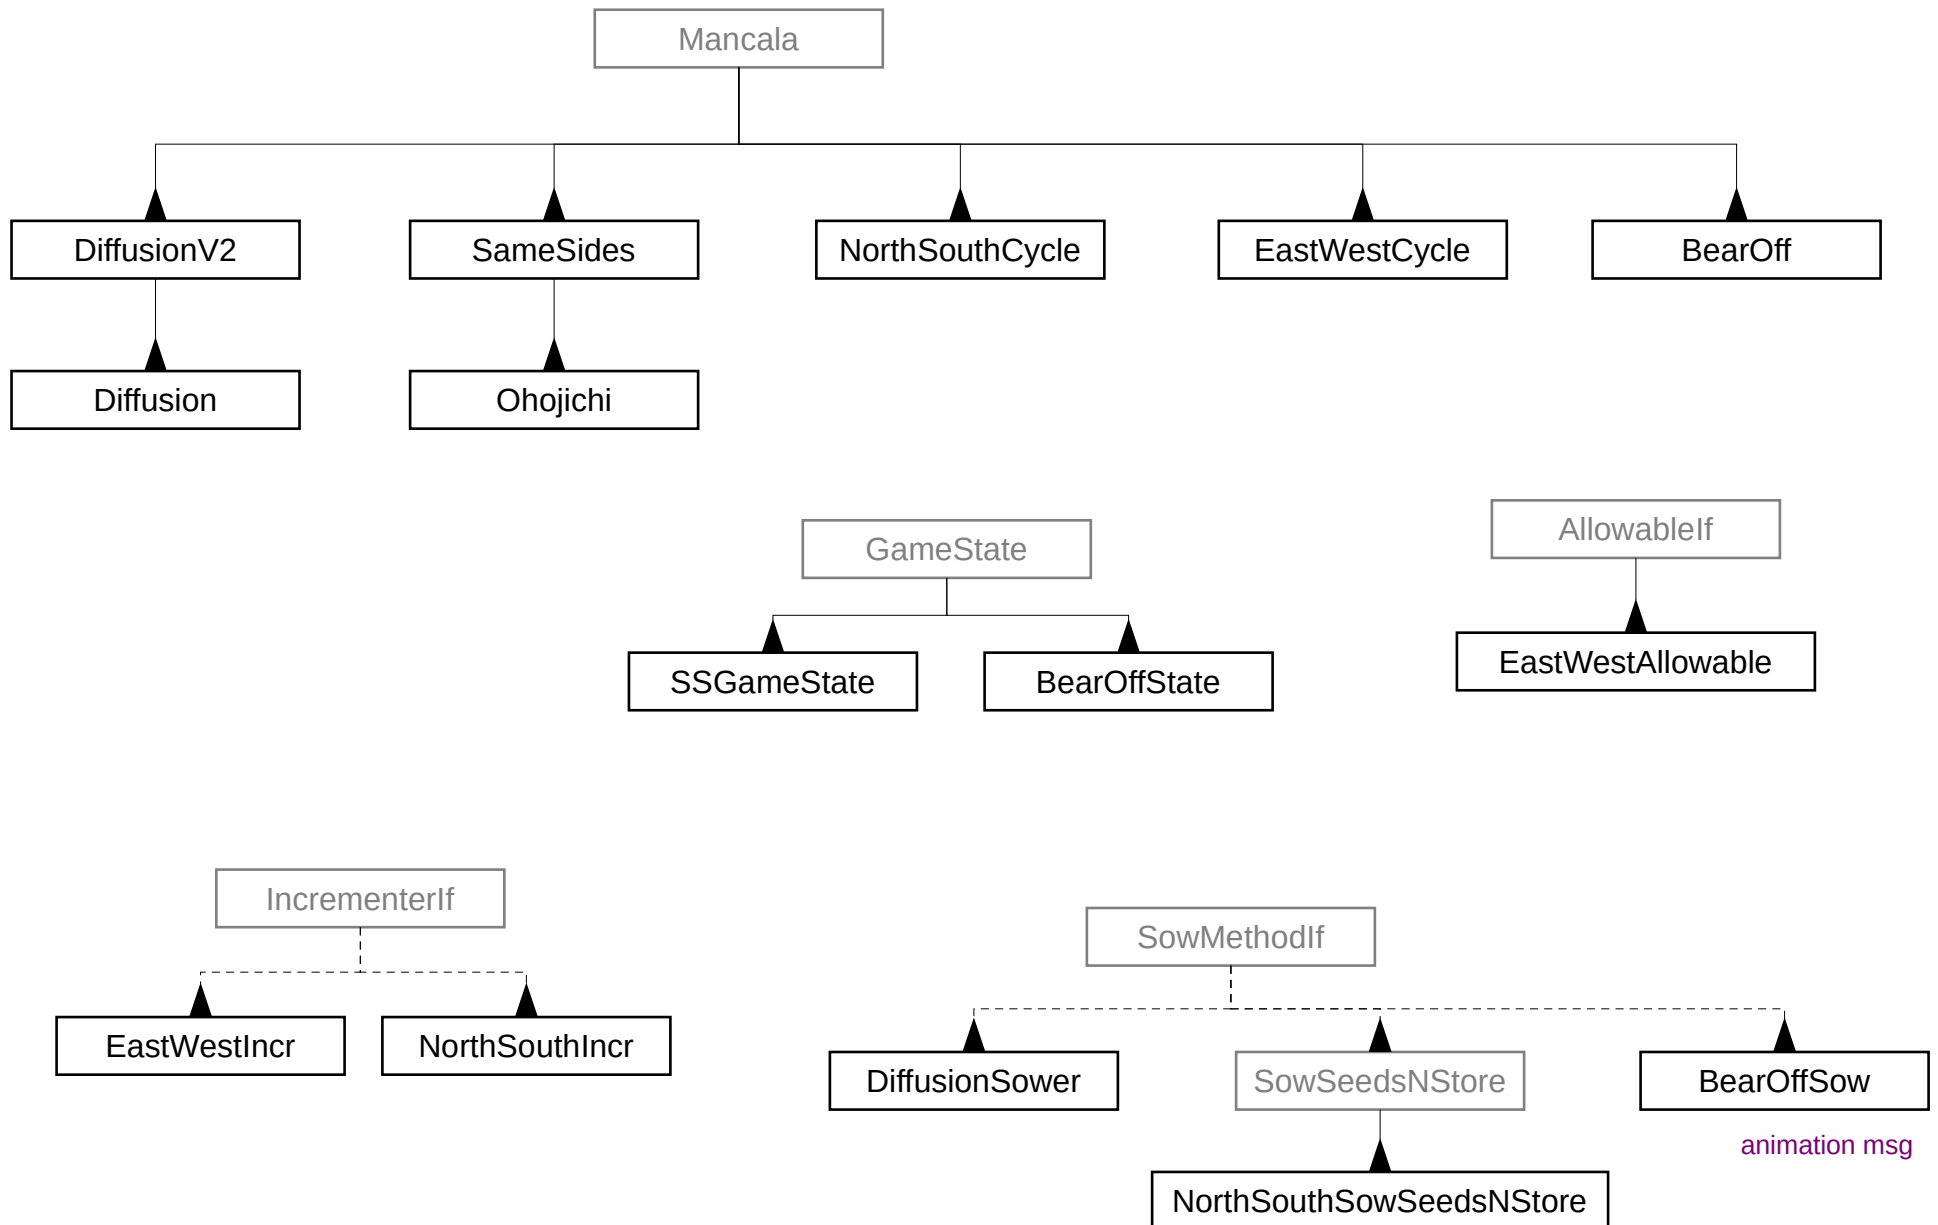 Mancala
DiffusionV2
SameSides
NorthSouthCycle
EastWestCycle
BearOff
Diffusion
Ohojichi
GameState
AllowableIf
SSGameState
BearOffState
EastWestAllowable
IncrementerIf
SowMethodIf
EastWestIncr
NorthSouthIncr
DiffusionSower
SowSeedsNStore
BearOffSow
animation msg
NorthSouthSowSeedsNStore